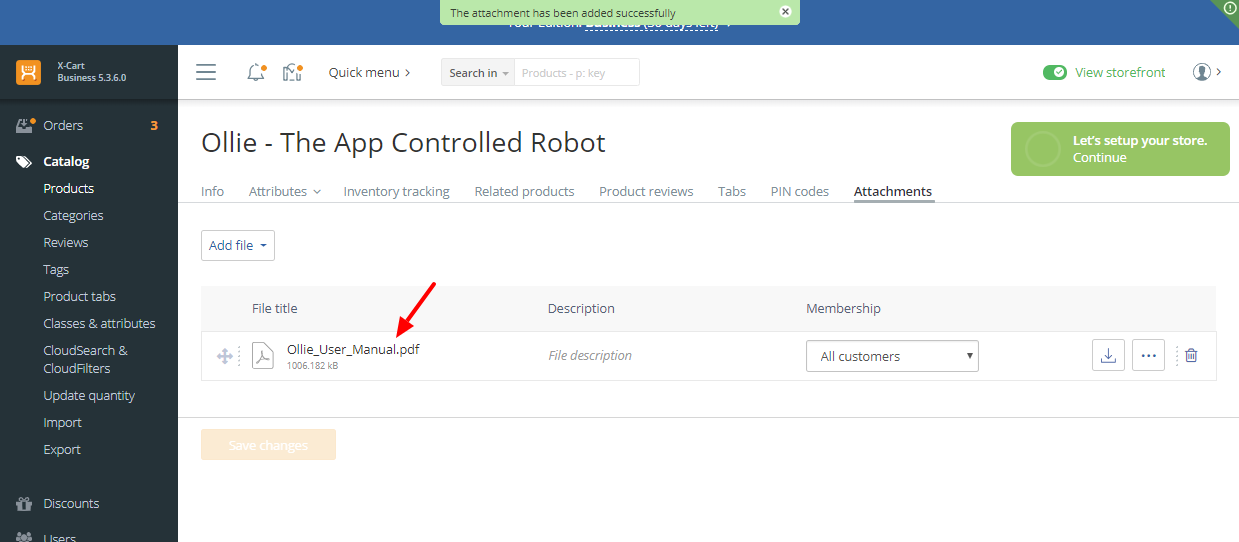 The attachment has been added successfully
X-Cart
Business 5.3.6.0
Quick menu
Search in
Products - p: key
View storefront
Orders 3
Catalog
Products
Categories
Reviews
Tags
Product tabs
Classes & attributes
CloudSearch &
CloudFilters
Update quantity
Import
Export
Discounts
Users
Ollie - The App Controlled Robot
Let's setup your store.
Continue
Info Attributes Inventory tracking Related products Product reviews Tabs PIN codes Attachments
Add file
File title Description Membership
Ollie_User_Manual.pdf File description All customers
1006.182 kB
Save changes